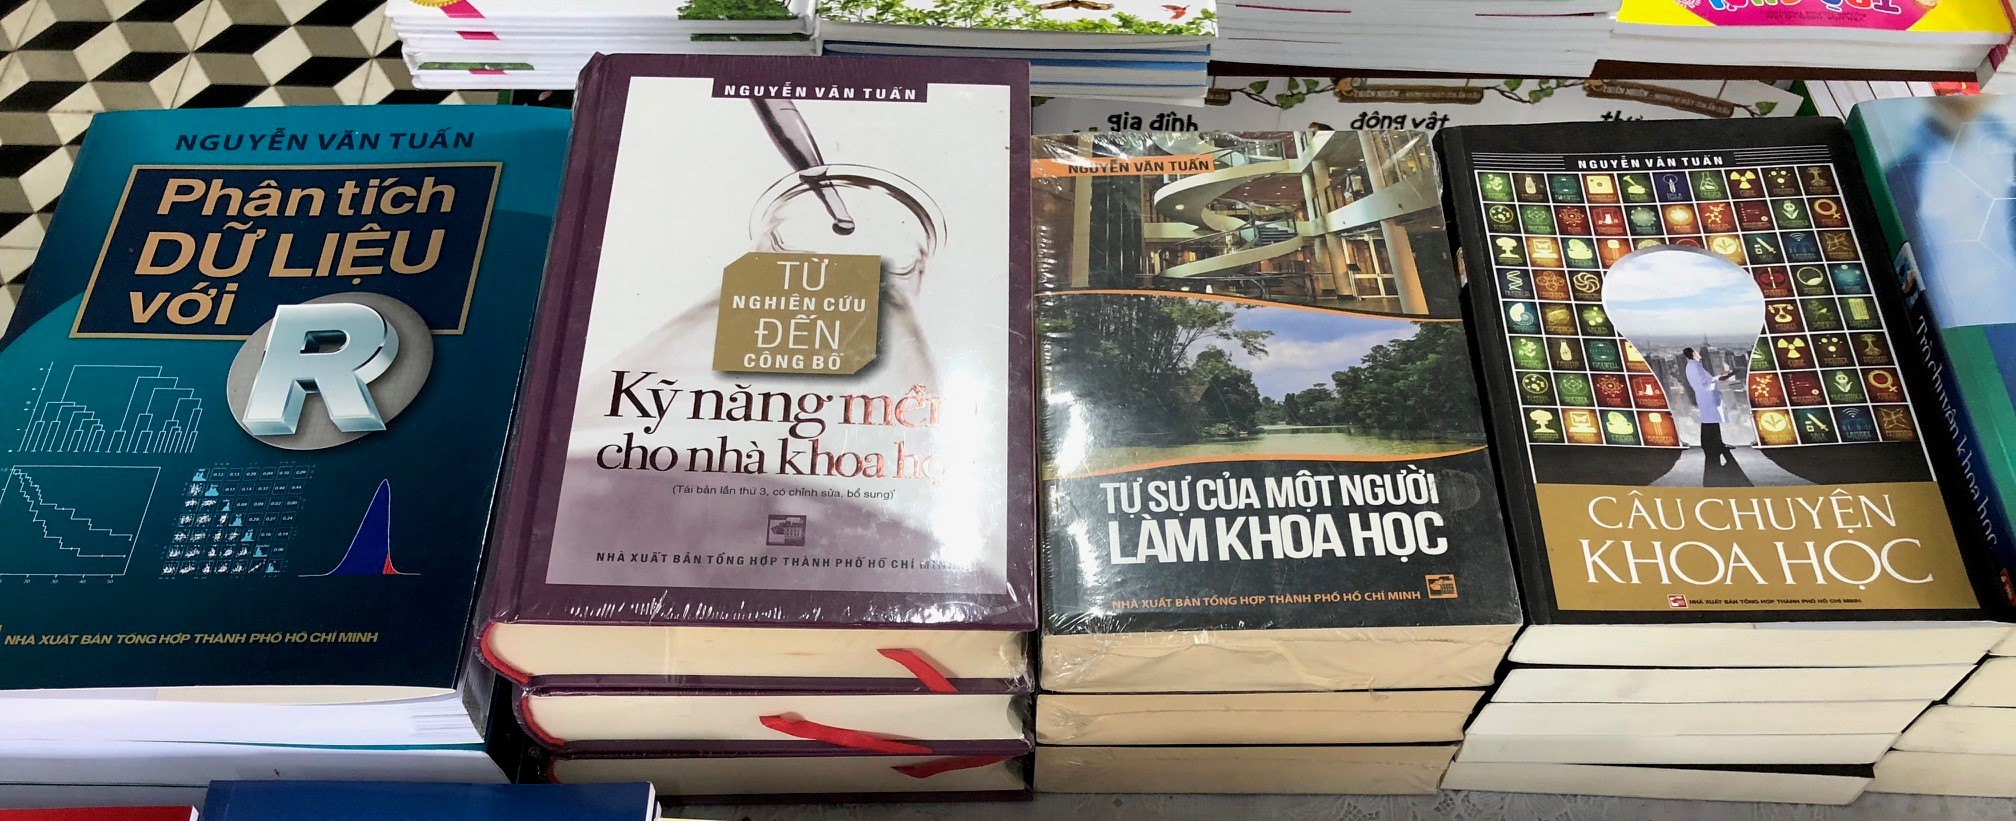 NGUYỄN VĂN TUẤN
Phân tích
DỮ LIỆU
với
R
NHÀ XUẤT BẢN TỔNG HỢP THÀNH PHỐ HỒ CHÍ MINH
NGUYỄN VĂN TUẤN
TỪ
NGHIÊN CỨU
ĐẾN
CÔNG BỐ
Kỹ năng mềm
cho nhà khoa học
(Tái bản lần thứ 3, có chỉnh sửa, bổ sung)
NHÀ XUẤT BẢN TỔNG HỢP THÀNH PHỐ HỒ CHÍ MINH
gia đình
động vật
NGUYỄN VĂN TUẤN
TỰ SỰ CỦA MỘT NGƯỜI
LÀM KHOA HỌC
NHÀ XUẤT BẢN TỔNG HỢP THÀNH PHỐ HỒ CHÍ MINH
NGUYỄN VĂN TUẤN
CÂU CHUYỆN
KHOA HỌC
NHÀ XUẤT BẢN TỔNG HỢP THÀNH PHỐ HỒ CHÍ MINH
khoa học